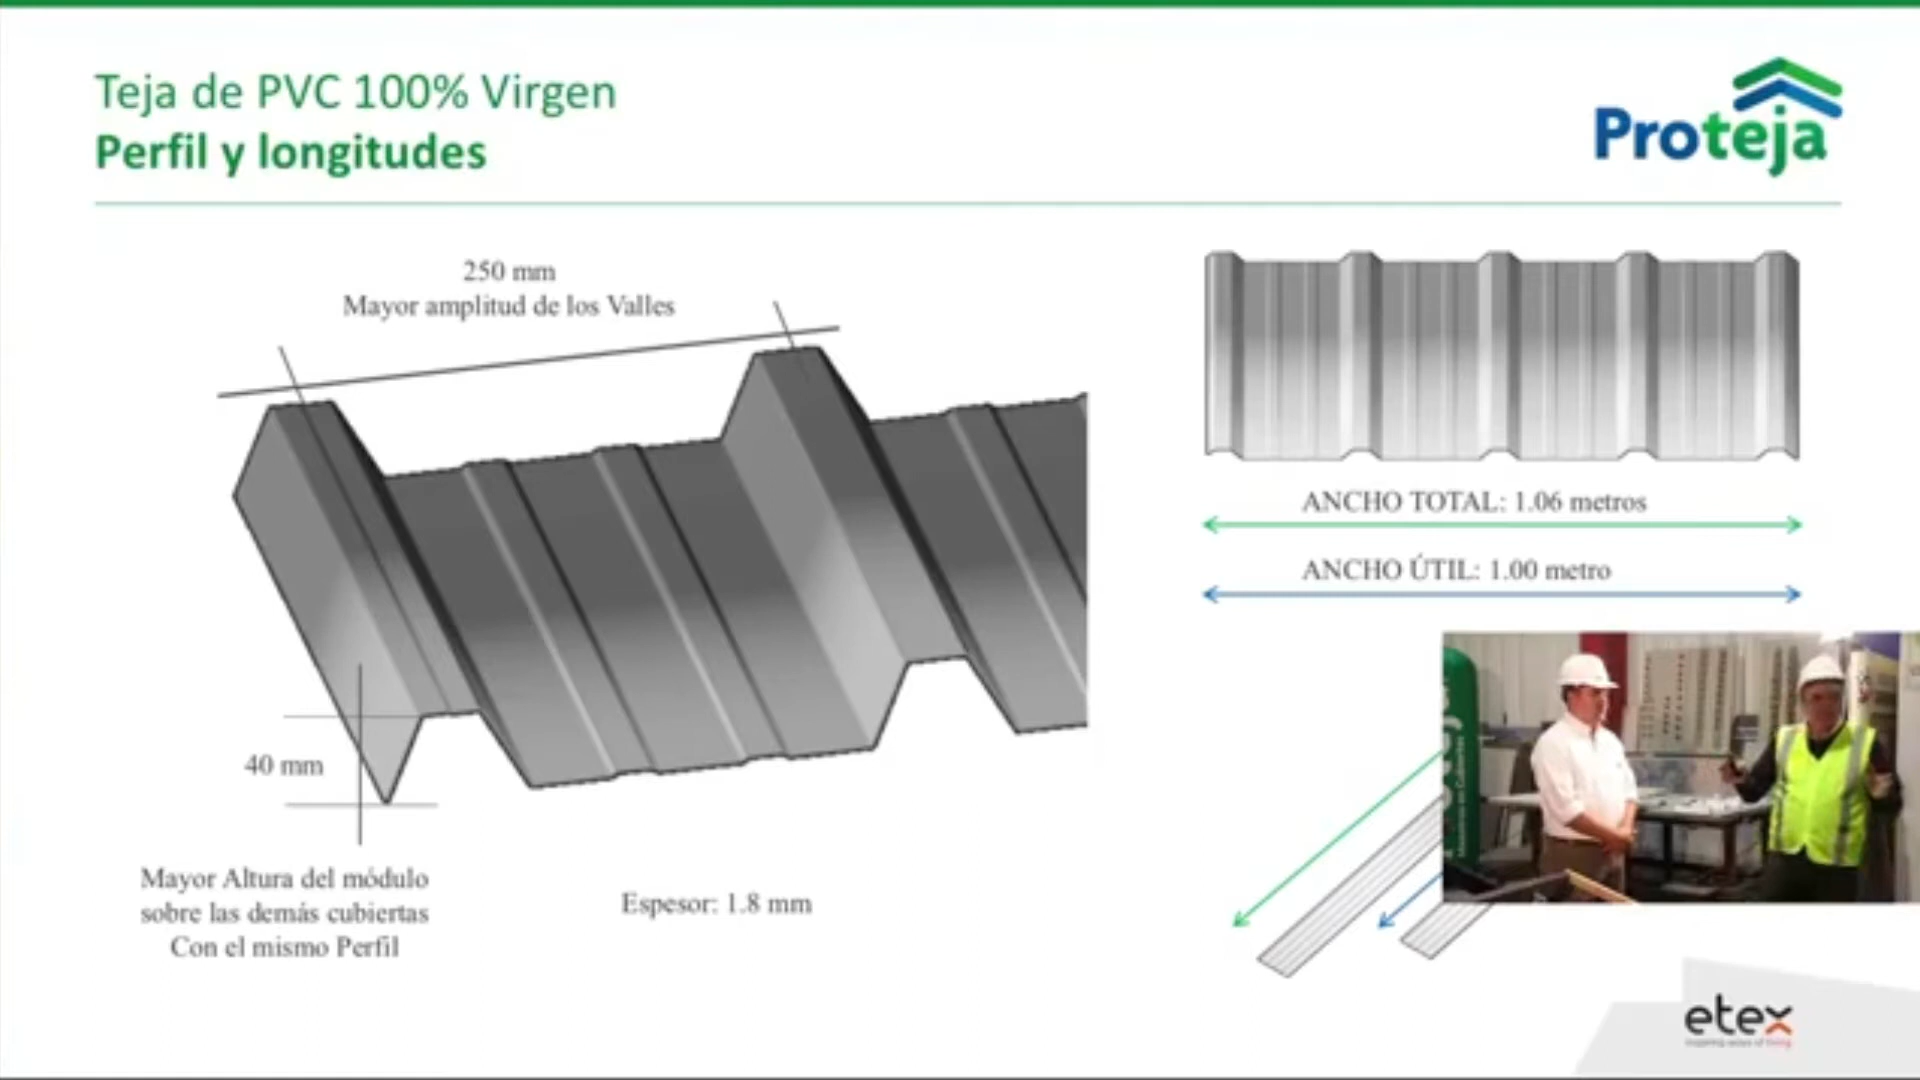 Teja de PVC 100% Virgen
Perfil y longitudes
Proteja
250 mm
Mayor amplitud de los Valles
40 mm
Mayor Altura del módulo
sobre las demás cubiertas
Con el mismo Perfil
Espesor: 1.8 mm
ANCHO TOTAL: 1.06 metros
ANCHO ÚTIL: 1.00 metro
etex